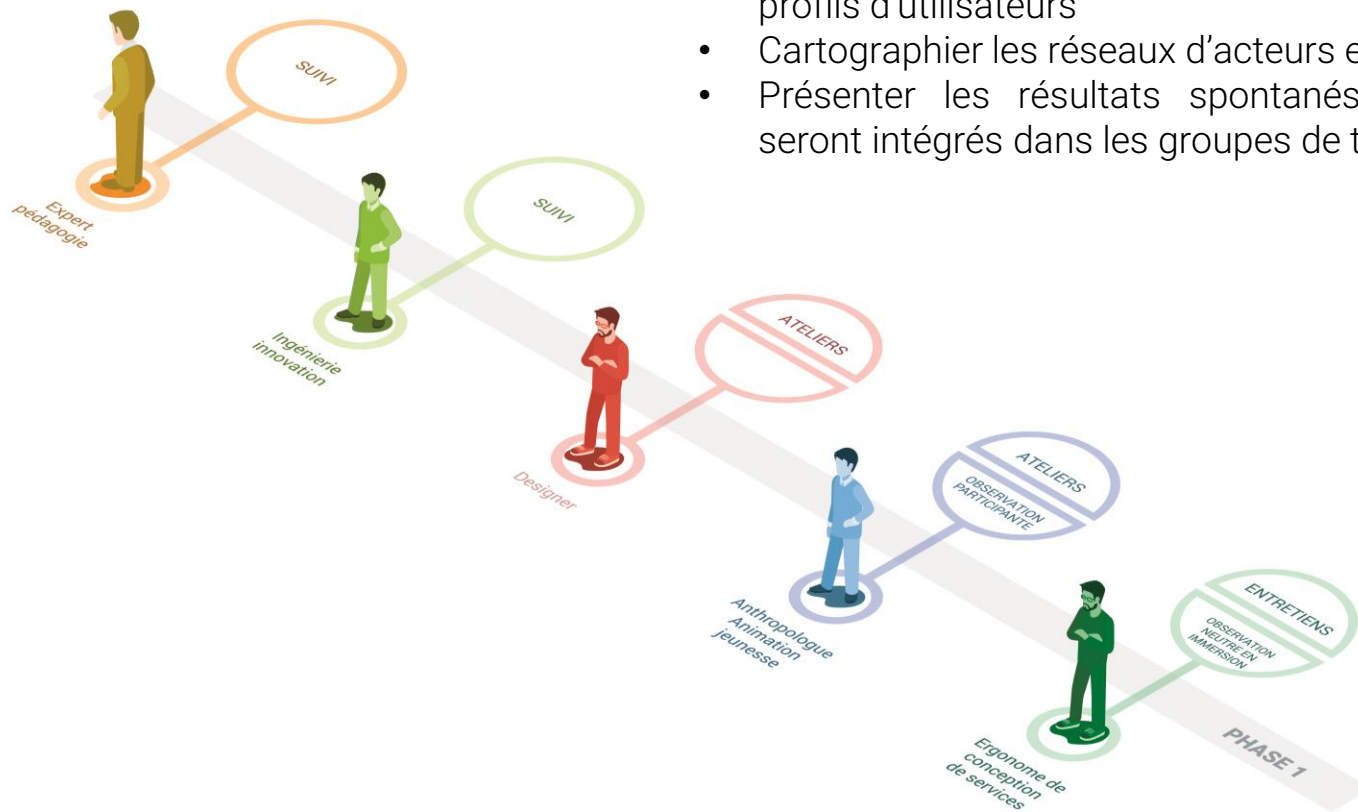 profils d'utilisateurs
• Cartographier les réseaux d’acteurs e
• Présenter les résultats spontanés
seront intégrés dans les groupes de t
SUIVI
Expert
pédagogie
SUIVI
Ingénierie
innovation
ATELIERS
Designer
ATELIERS
OBSERVATION
PARTICIPANTE
Anthropologue
Animation
jeunesse
ENTRETIENS
OBSERVATION
NEUTRE EN
IMMERSION
Ergonome de
conception
de services
PHASE 1